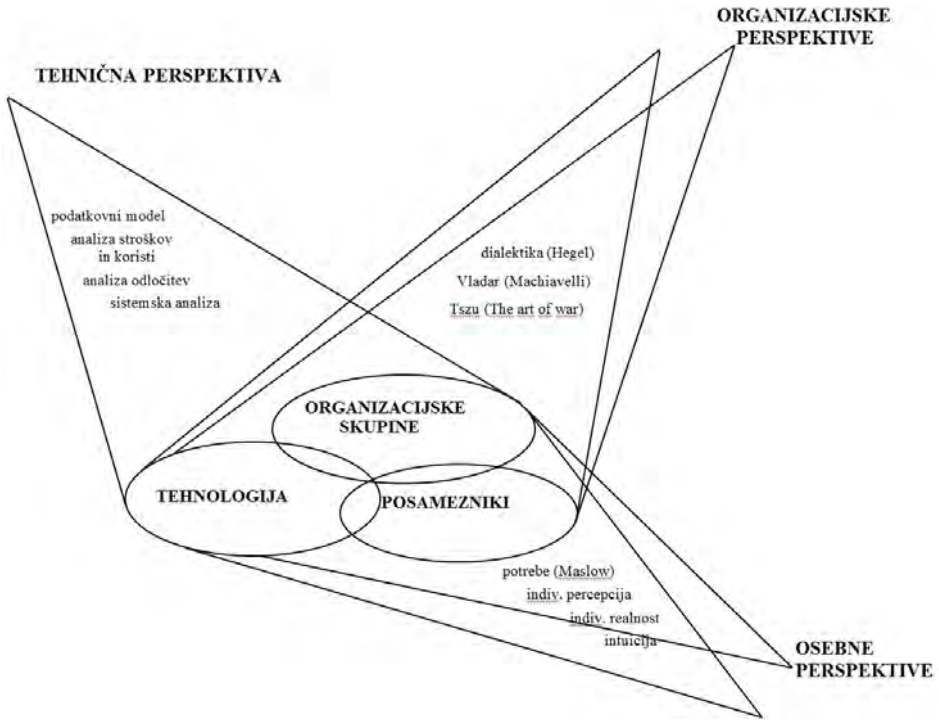 ORGANIZACIJSKE
PERSPEKTIVE
TEHNIČNA PERSPEKTIVA
podatkovni model
analiza stroškov
in koristi
analiza odločitev
sistemska analiza
dialektika (Hegel)
Vladar (Machiavelli)
Tszu (The art of war)
ORGANIZACIJSKE
SKUPINE
TEHNOLOGIJA
POSAMEZNIKI
potrebe (Maslow)
indiv. percepcija
indiv. realnost
intuicija
OSEBNE
PERSPEKTIVE